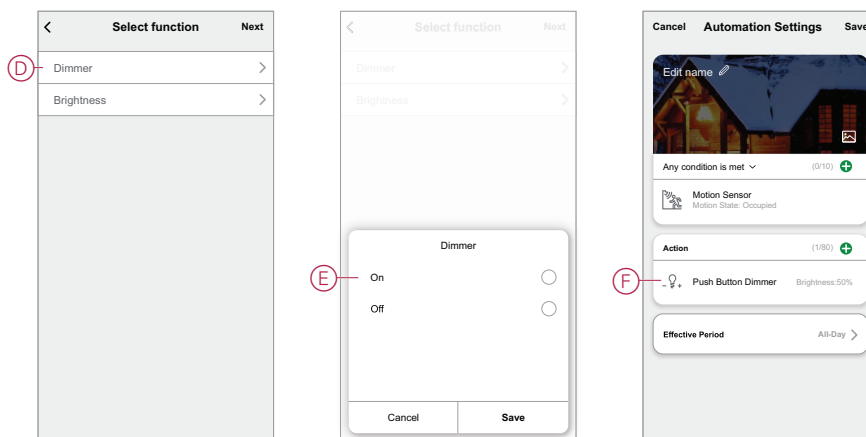 Select function Next
D
Dimmer
Brightness
Select function Next
Dimmer
Brightness
Dimmer
E
On
Off
Cancel Save
Cancel Automation Settings Save
Edit name
Any condition is met (0/10)
Motion Sensor
Motion State: Occupied
Action (1/80)
F
Push Button Dimmer Brightness:50%
Effective Period All-Day